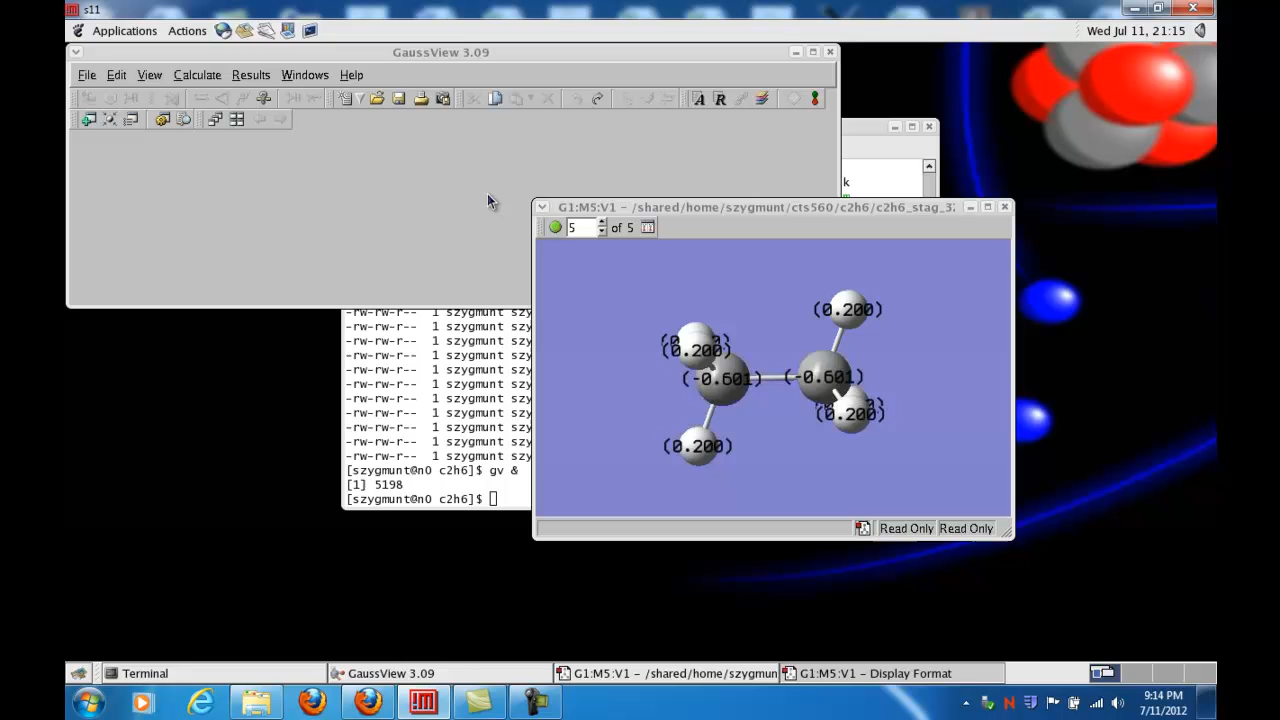 s11
Applications Actions Wed Jul 11, 21:15
GaussView 3.09
File Edit View Calculate Results Windows Help
A R
k
G1:M5:V1 - /shared/home/szygmunt/cts560/c2h6/c2h6_stag_
5 of 5
(0.200)
(0.200)
(-0.601) (-0.601)
(0.200)
(0.200)
-rw-rw-r-- 1 szygmunt szy
-rw-rw-r-- 1 szygmunt szy
-rw-rw-r-- 1 szygmunt szy
-rw-rw-r-- 1 szygmunt szy
-rw-rw-r-- 1 szygmunt szy
-rw-rw-r-- 1 szygmunt szy
-rw-rw-r-- 1 szygmunt szy
-rw-rw-r-- 1 szygmunt szy
-rw-rw-r-- 1 szygmunt szy
-rw-rw-r-- 1 szygmunt szy
-rw-rw-r-- 1 szygmunt szy
[szygmunt@n0 c2h6]$ gv &
[1] 5198
[szygmunt@n0 c2h6]$
Read Only Read Only
Terminal GaussView 3.09 G1:M5:V1 - /shared/home/szygmun G1:M5:V1 - Display Format
9:14 PM
7/11/2012